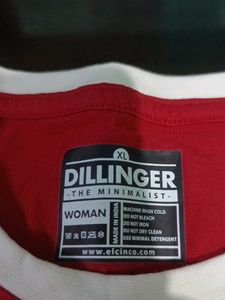 XL
DILLINGER
-THE MINIMALIST-
WOMAN
MADE IN INDIA
MACHINE WASH COLD
DO NOT BLEACH
DO NOT IRON
DO NOT DRY CLEAN
USE MINIMAL DETERGENT
www.elcinco.com